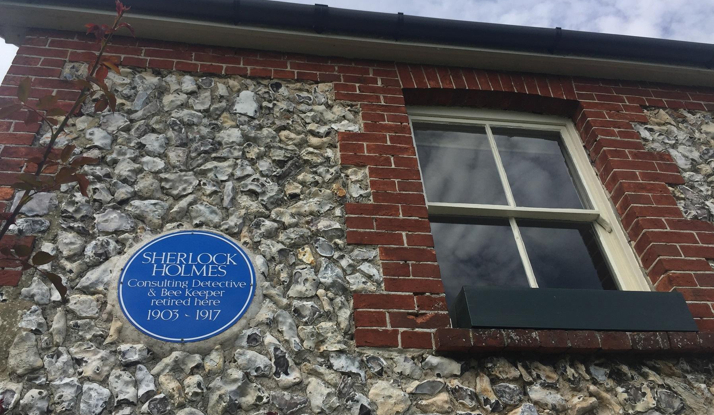 SHERLOCK
HOLMES
Consulting Detective
& Bee Keeper
retired here
1903 - 1917